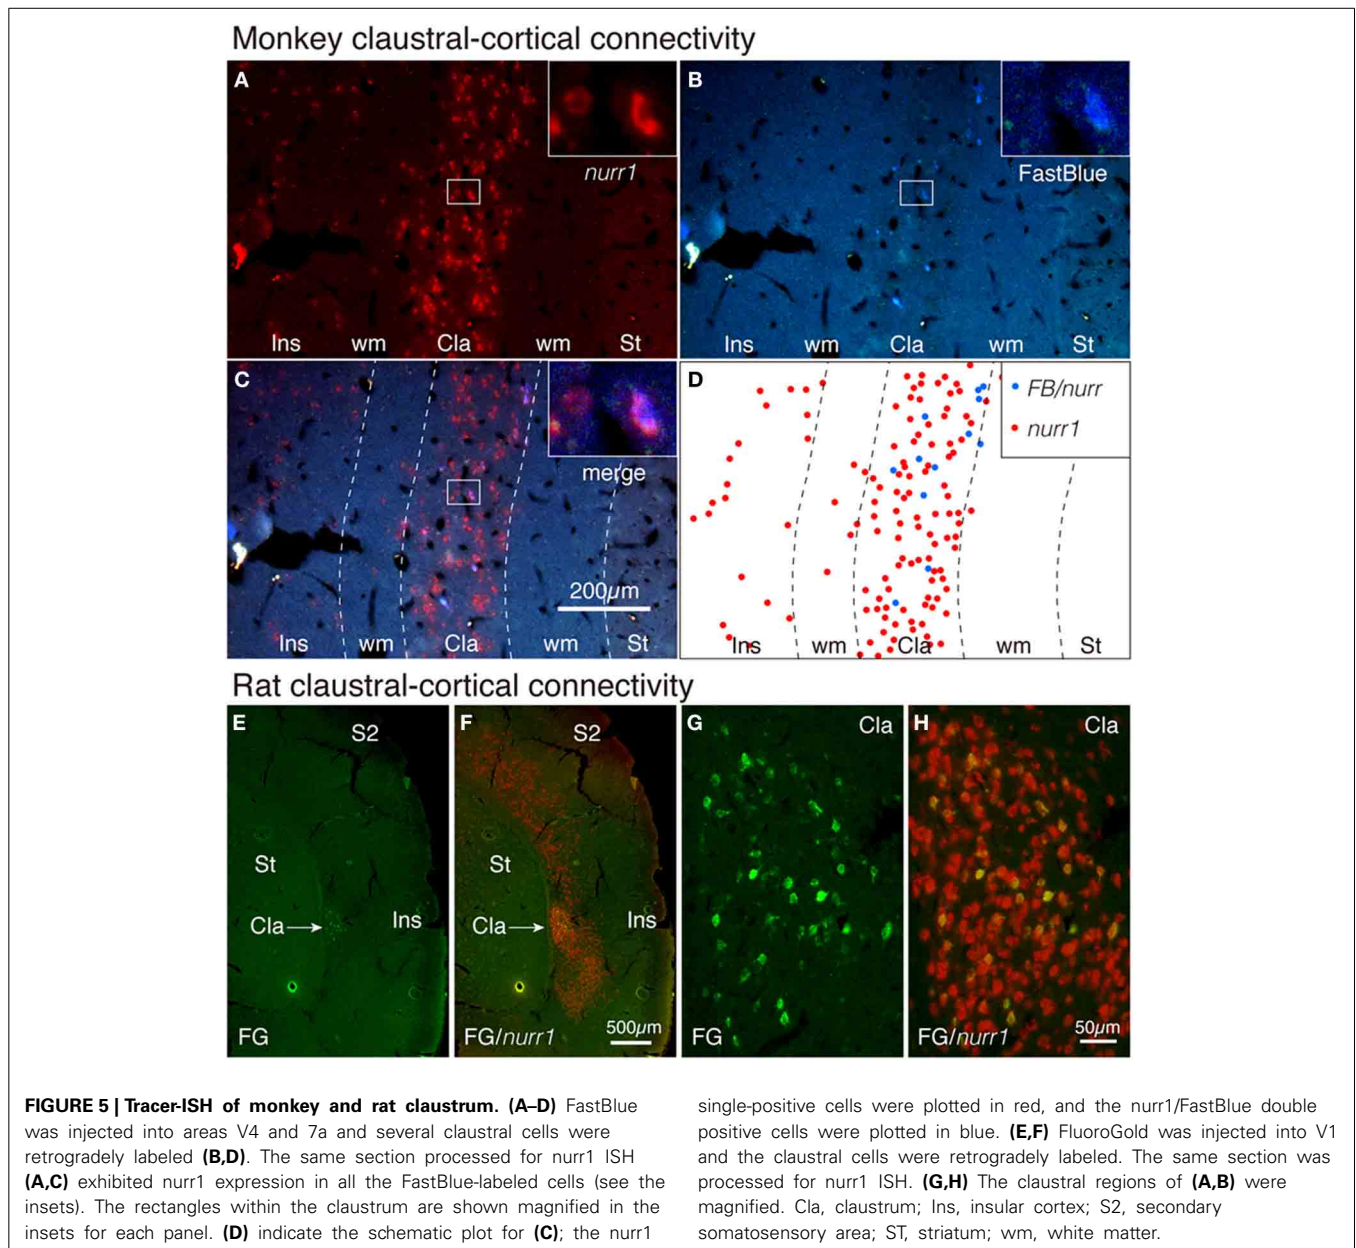 Monkey claustral-cortical connectivity
A
nurr1
Ins wm Cla wm St
B
FastBlue
Ins wm Cla wm St
C
merge
200µm
Ins wm Cla wm St
D
FB/nurr
nurr1
Ins wm Cla wm St
Rat claustral-cortical connectivity
E
S2
St
Cla
Ins
FG
F
S2
St
Cla
Ins
500µm
FG/nurr1
G
Cla
FG
H
Cla
50µm
FG/nurr1
FIGURE 5 | Tracer-ISH of monkey and rat claustrum. (A–D) FastBlue
was injected into areas V4 and 7a and several claustral cells were
retrogradely labeled (B,D). The same section processed for nurr1 ISH
(A,C) exhibited nurr1 expression in all the FastBlue-labeled cells (see the
insets). The rectangles within the claustrum are shown magnified in the
insets for each panel. (D) indicate the schematic plot for (C); the nurr1
single-positive cells were plotted in red, and the nurr1/FastBlue double
positive cells were plotted in blue. (E,F) FluoroGold was injected into V1
and the claustral cells were retrogradely labeled. The same section was
processed for nurr1 ISH. (G,H) The claustral regions of (A,B) were
magnified. Cla, claustrum; Ins, insular cortex; S2, secondary
somatosensory area; ST, striatum; wm, white matter.